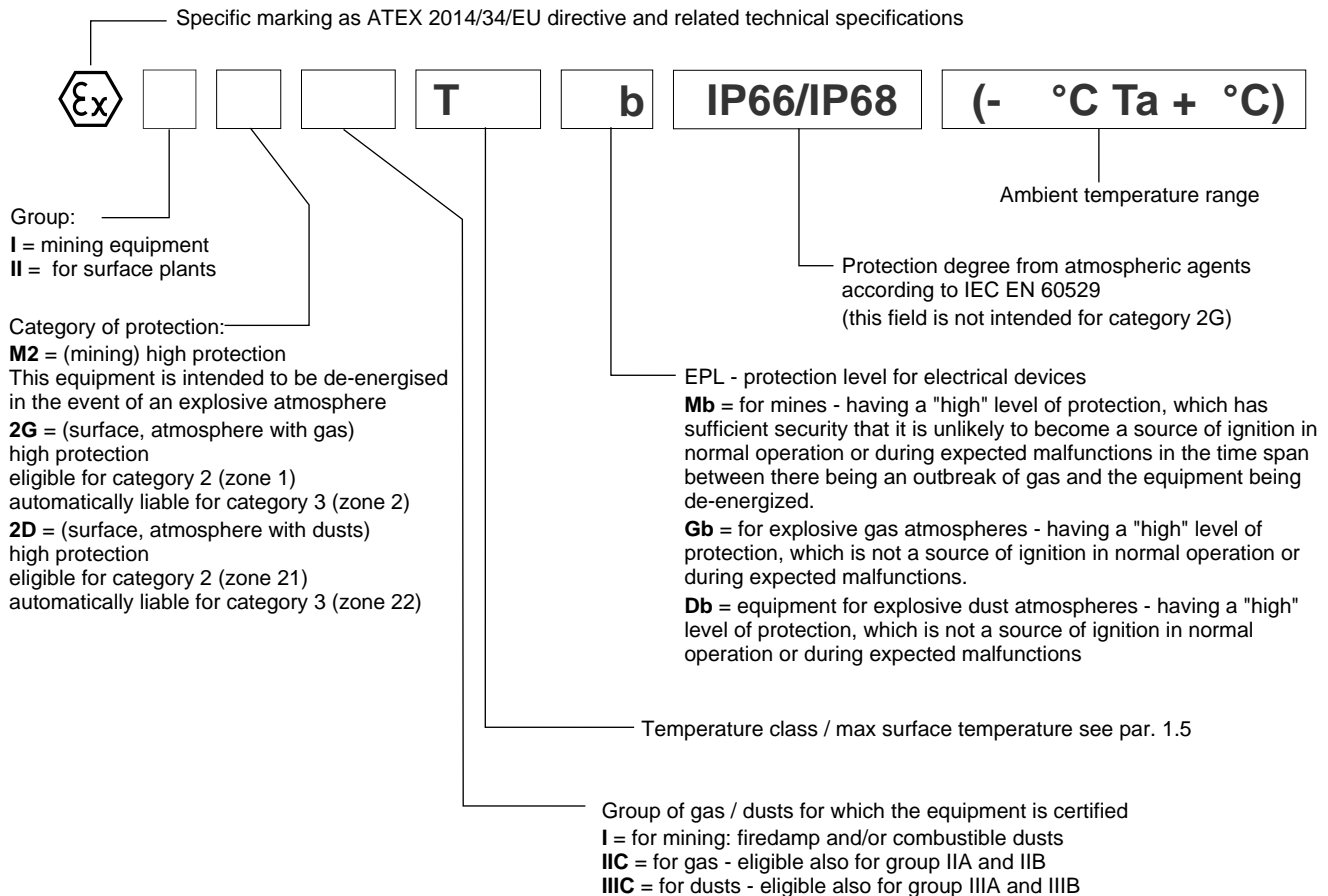 Specific marking as ATEX 2014/34/EU directive and related technical specifications
Ex T b IP66/IP68 (- °C Ta + °C)
Group:
I = mining equipment
II = for surface plants
Category of protection:
M2 = (mining) high protection
This equipment is intended to be de-energised
in the event of an explosive atmosphere
2G = (surface, atmosphere with gas)
high protection
eligible for category 2 (zone 1)
automatically liable for category 3 (zone 2)
2D = (surface, atmosphere with dusts)
high protection
eligible for category 2 (zone 21)
automatically liable for category 3 (zone 22)
Ambient temperature range
Protection degree from atmospheric agents
according to IEC EN 60529
(this field is not intended for category 2G)
EPL - protection level for electrical devices
Mb = for mines - having a "high" level of protection, which has
sufficient security that it is unlikely to become a source of ignition in
normal operation or during expected malfunctions in the time span
between there being an outbreak of gas and the equipment being
de-energized.
Gb = for explosive gas atmospheres - having a "high" level of
protection, which is not a source of ignition in normal operation or
during expected malfunctions.
Db = equipment for explosive dust atmospheres - having a "high"
level of protection, which is not a source of ignition in normal
operation or during expected malfunctions
Temperature class / max surface temperature see par. 1.5
Group of gas / dusts for which the equipment is certified
I = for mining: firedamp and/or combustible dusts
IIC = for gas - eligible also for group IIA and IIB
IIIC = for dusts - eligible also for group IIIA and IIIB